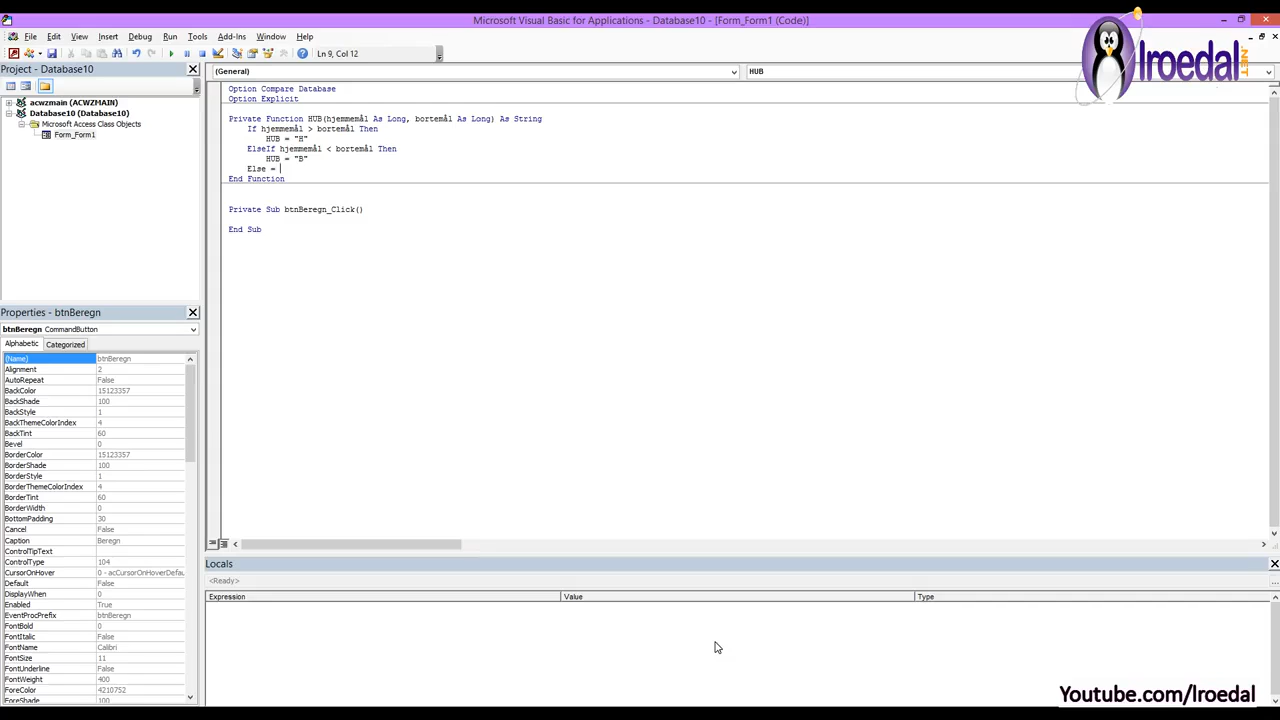 Microsoft Visual Basic for Applications - Database10 - [Form_Form1 (Code)]
File Edit View Insert Debug Run Tools Add-Ins Window Help
Ln 9, Col 12
lroedal.NET
Project - Database10
(General)
HUB
acwzmain (ACWZMAIN)
Database10 (Database10)
Microsoft Access Class Objects
Form_Form1
Option Compare Database
Option Explicit
Private Function HUB(hjemmemål As Long, bortemål As Long) As String
If hjemmemål > bortemål Then
HUB = "H"
ElseIf hjemmemål < bortemål Then
HUB = "B"
Else =
End Function
Private Sub btnBeregn_Click()
End Sub
Properties - btnBeregn
btnBeregn CommandButton
Alphabetic Categorized
(Name) btnBeregn
Alignment 2
AutoRepeat False
BackColor 15123357
BackShade 100
BackStyle 1
BackThemeColorIndex 4
BackTint 60
Bevel 0
BorderColor 15123357
BorderShade 100
BorderStyle 1
BorderThemeColorIndex 4
BorderTint 60
BorderWidth 0
BottomPadding 30
Cancel False
Caption Beregn
ControlTipText
ControlType 104
CursorOnHover 0 - acCursorOnHoverDefau
Default False
DisplayWhen 0
Enabled True
EventProcPrefix btnBeregn
FontBold 0
FontItalic False
FontName Calibri
FontSize 11
FontUnderline False
FontWeight 400
ForeColor 4210752
ForeShade 100
Locals
<Ready>
Expression Value Type
Youtube.com/lroedal